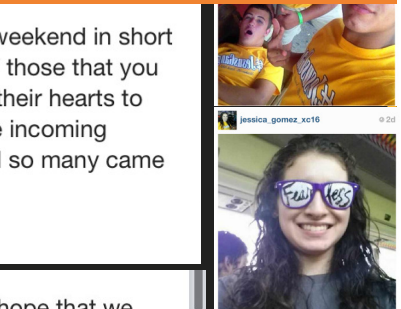 weekend in short
those that you
their hearts to
incoming
so many came
jessica_gomez_xc16
2d
Fearless
hope that we